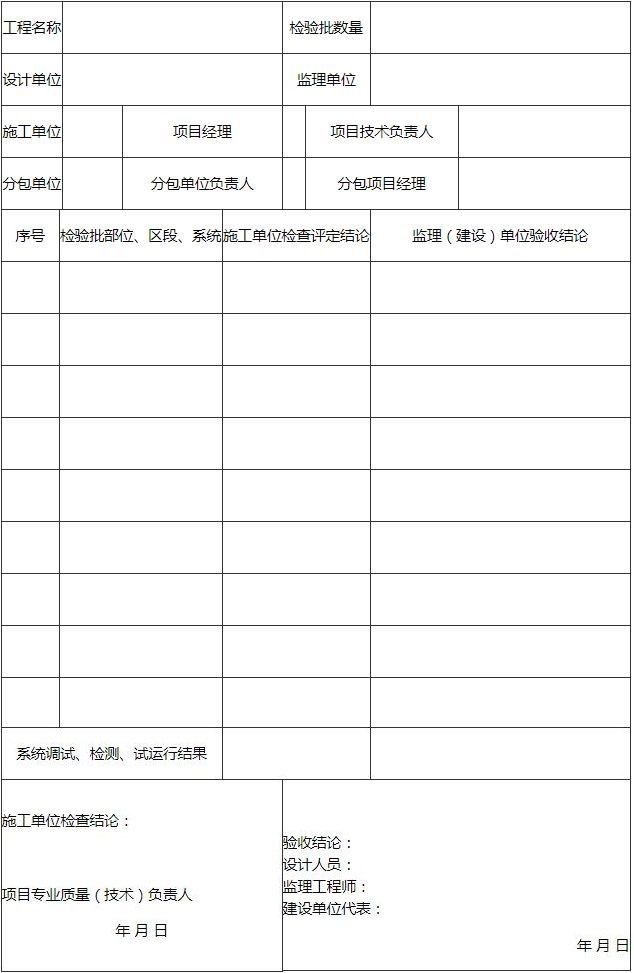 工程名称 检验批数量
设计单位 监理单位
施工单位 项目经理 项目技术负责人
分包单位 分包单位负责人 分包项目经理
序号 检验批部位、区段、系统 施工单位检查评定结论 监理（建设）单位验收结论
系统调试、检测、试运行结果
施工单位检查结论：
项目专业质量（技术）负责人
年 月 日
验收结论：
设计人员：
监理工程师：
建设单位代表：
年 月 日